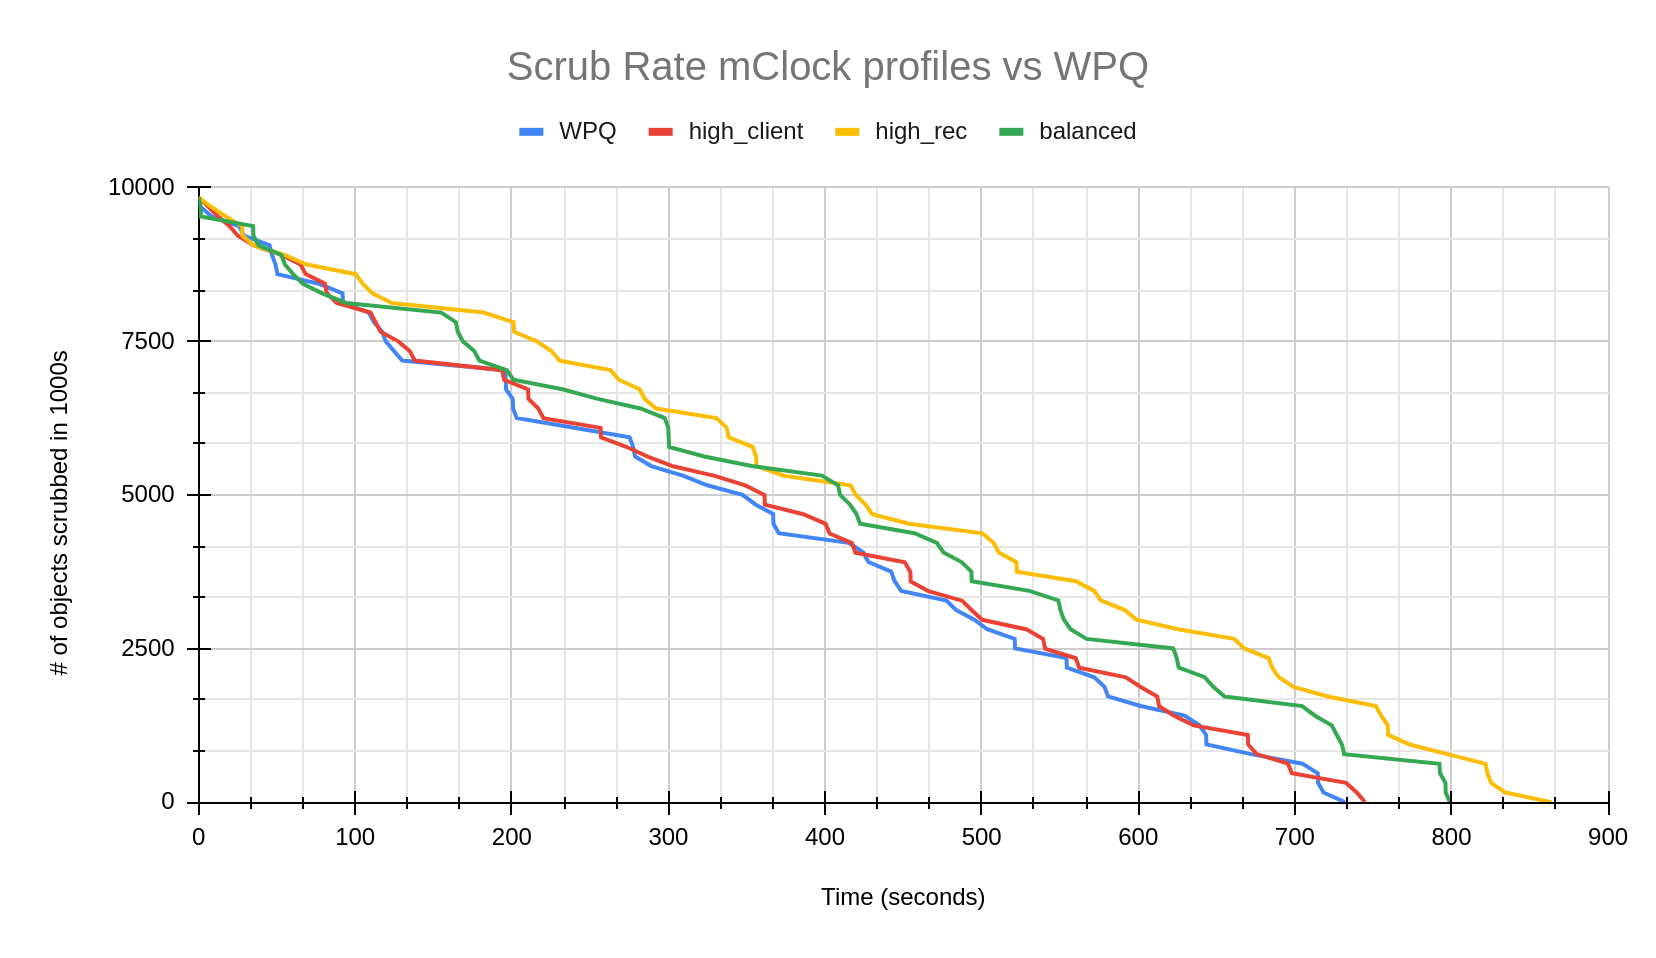 Scrub Rate mClock profiles vs WPQ
WPQ high_client high_rec balanced
10000
7500
5000
2500
0
# of objects scrubbed in 1000s
0 100 200 300 400 500 600 700 800 900
Time (seconds)